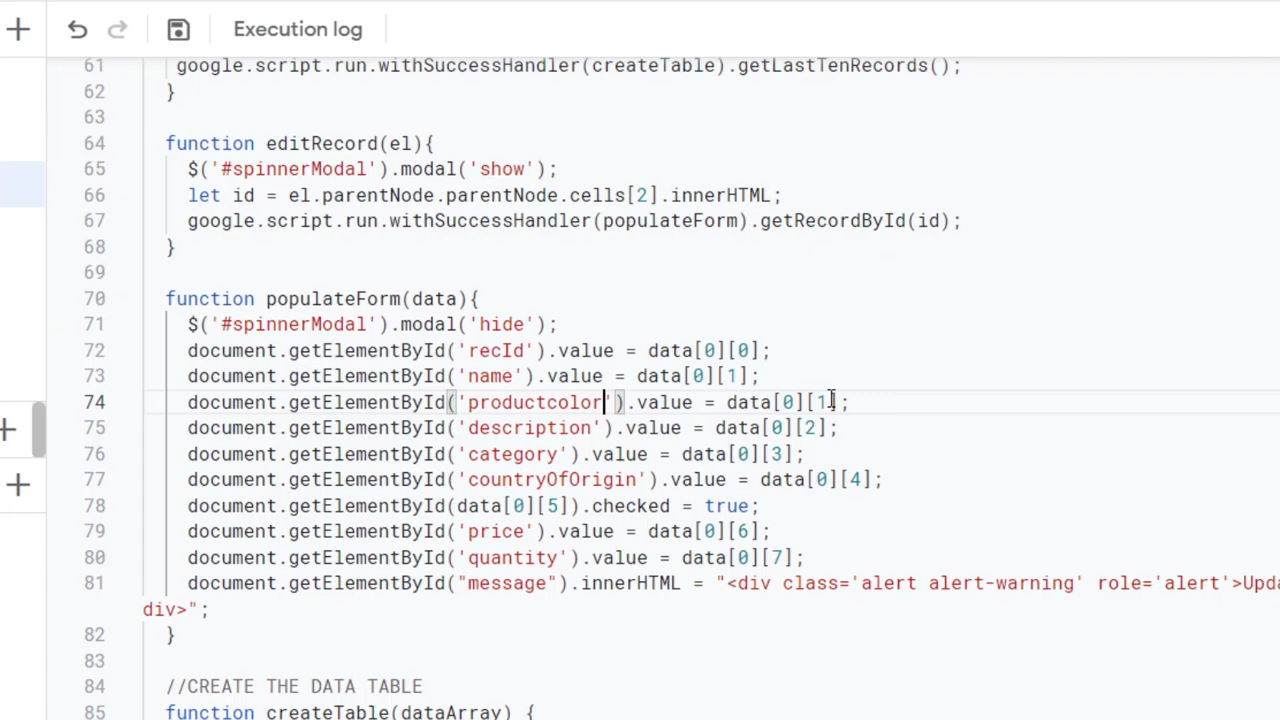 Execution log
61 google.script.run.withSuccessHandler(createTable).getLastTenRecords();
62 }
63
64 function editRecord(el){
65 $('#spinnerModal').modal('show');
66 let id = el.parentNode.parentNode.cells[2].innerHTML;
67 google.script.run.withSuccessHandler(populateForm).getRecordById(id);
68 }
69
70 function populateForm(data){
71 $('#spinnerModal').modal('hide');
72 document.getElementById('recId').value = data[0][0];
73 document.getElementById('name').value = data[0][1];
74 document.getElementById('productcolor').value = data[0][1];
75 document.getElementById('description').value = data[0][2];
76 document.getElementById('category').value = data[0][3];
77 document.getElementById('countryOfOrigin').value = data[0][4];
78 document.getElementById(data[0][5]).checked = true;
79 document.getElementById('price').value = data[0][6];
80 document.getElementById('quantity').value = data[0][7];
81 document.getElementById("message").innerHTML = "<div class='alert alert-warning' role='alert'>Upda
div>";
82 }
83
84 //CREATE THE DATA TABLE
85 function createTable(dataArray) {